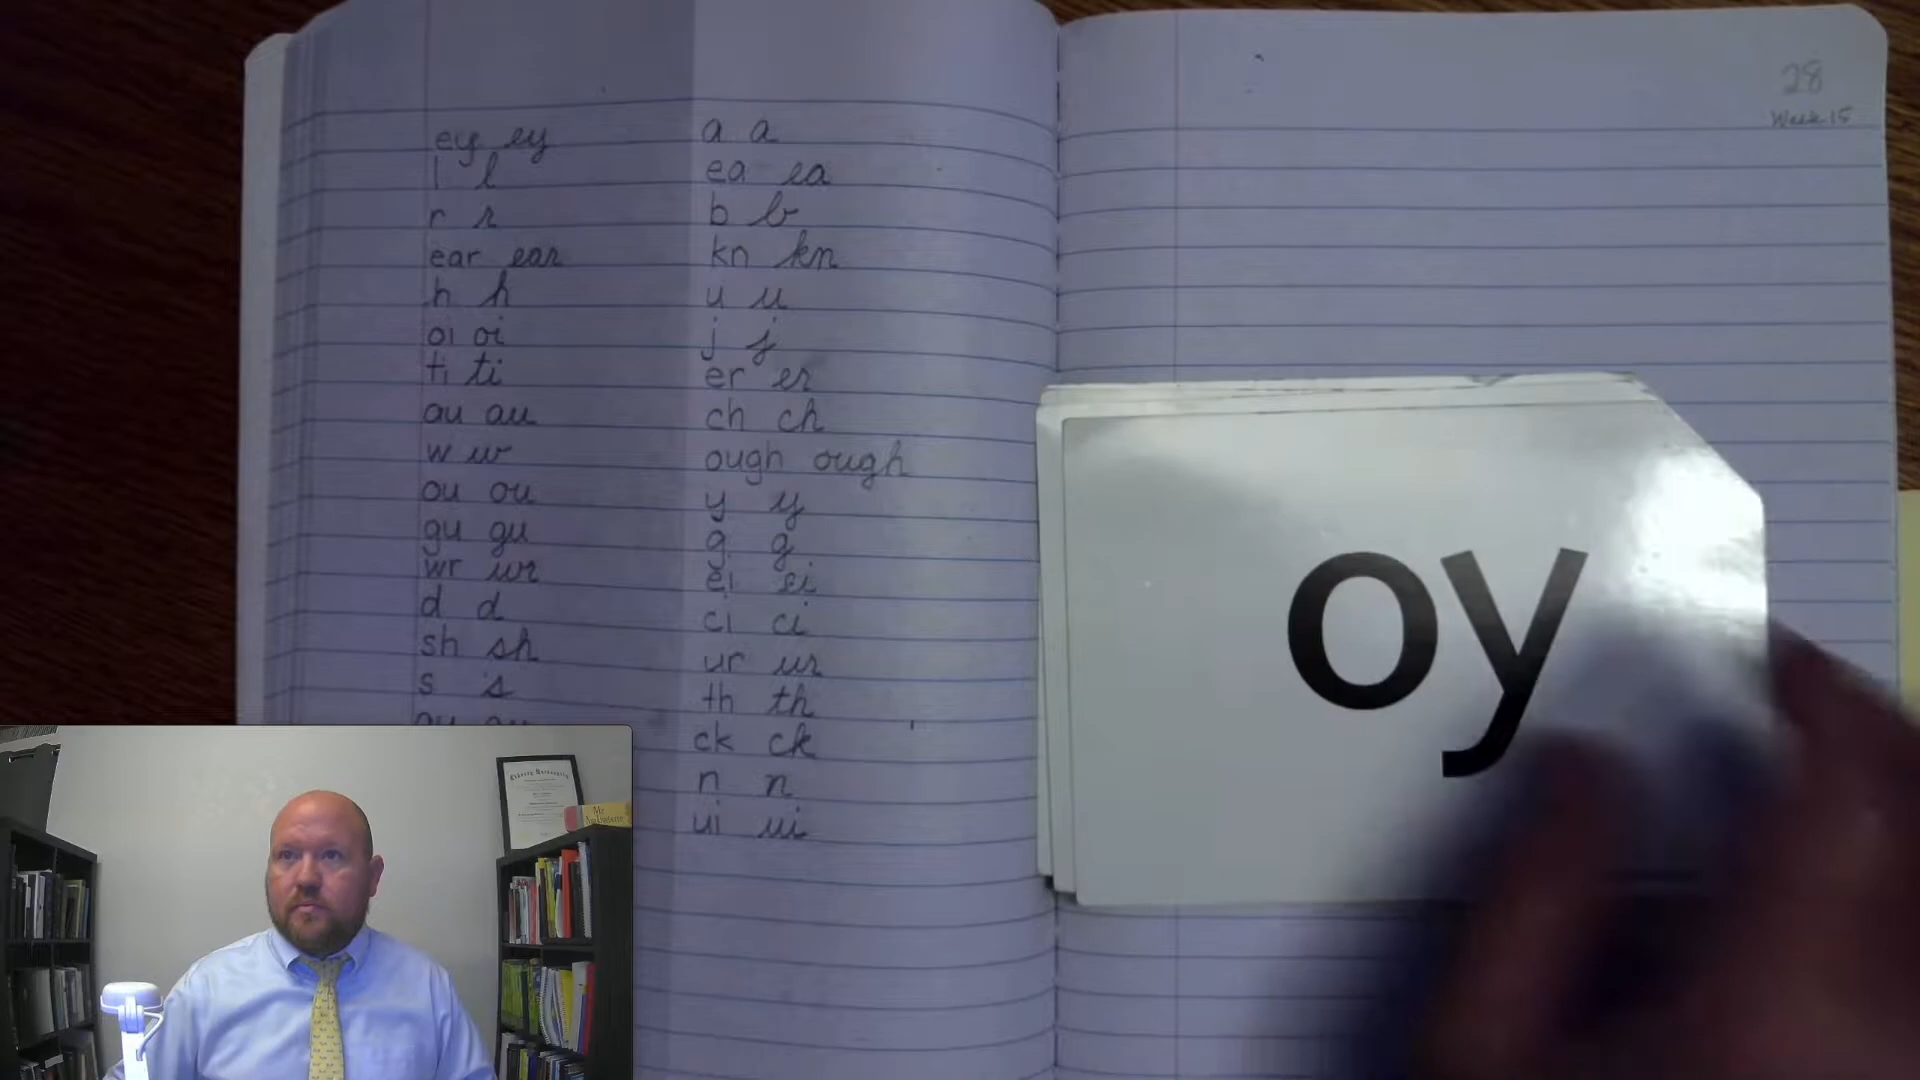 ey ey
l l
r r
ear ear
h h
oi oi
ti ti
au au
w w
ou ou
gu gu
wr wr
d d
sh sh
s s
a a
ea ea
b b
kn kn
u u
j j
er er
ch ch
ough ough
y y
g g
ei ei
ci ci
ur ur
th th
ck ck
n n
ui ui
28
Week 15
oy